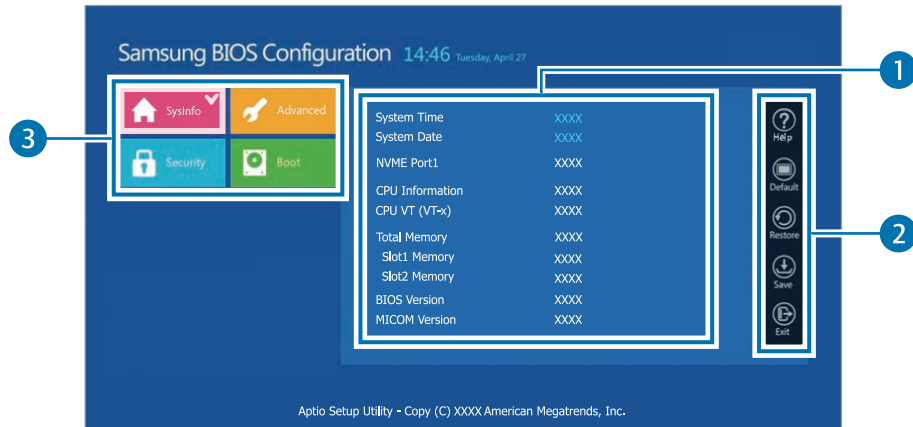 Samsung BIOS Configuration 14:46 Tuesday, April 27
1
SysInfo Advanced
Security Boot
3
System Time XXXX
System Date XXXX
NVME Port1 XXXX
CPU Information XXXX
CPU VT (VT-x) XXXX
Total Memory XXXX
Slot1 Memory XXXX
Slot2 Memory XXXX
BIOS Version XXXX
MICOM Version XXXX
Help
Default
Restore
Save
Exit
2
Aptio Setup Utility - Copy (C) XXXX American Megatrends, Inc.